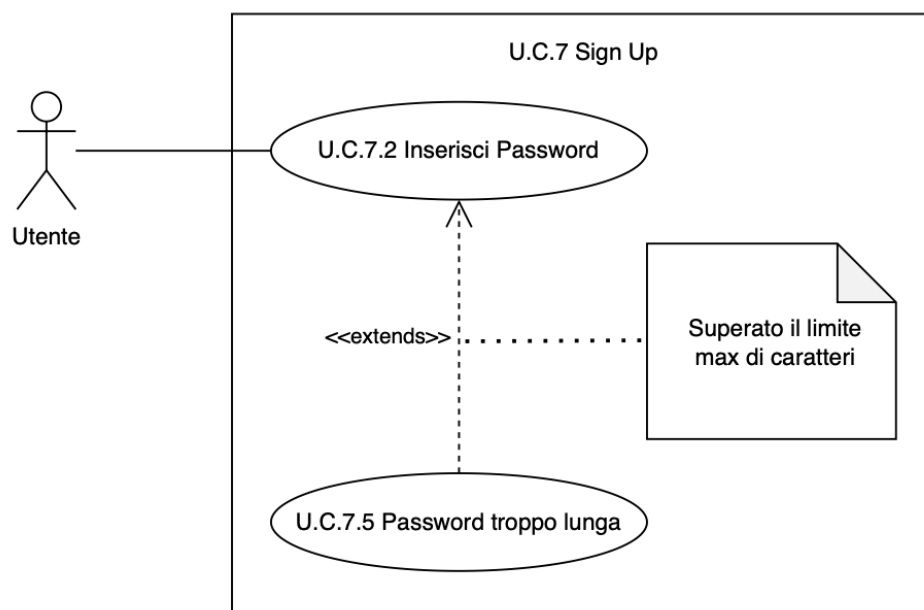 U.C.7 Sign Up
U.C.7.2 Inserisci Password
Utente
<<extends>>
Superato il limite
max di caratteri
U.C.7.5 Password troppo lunga